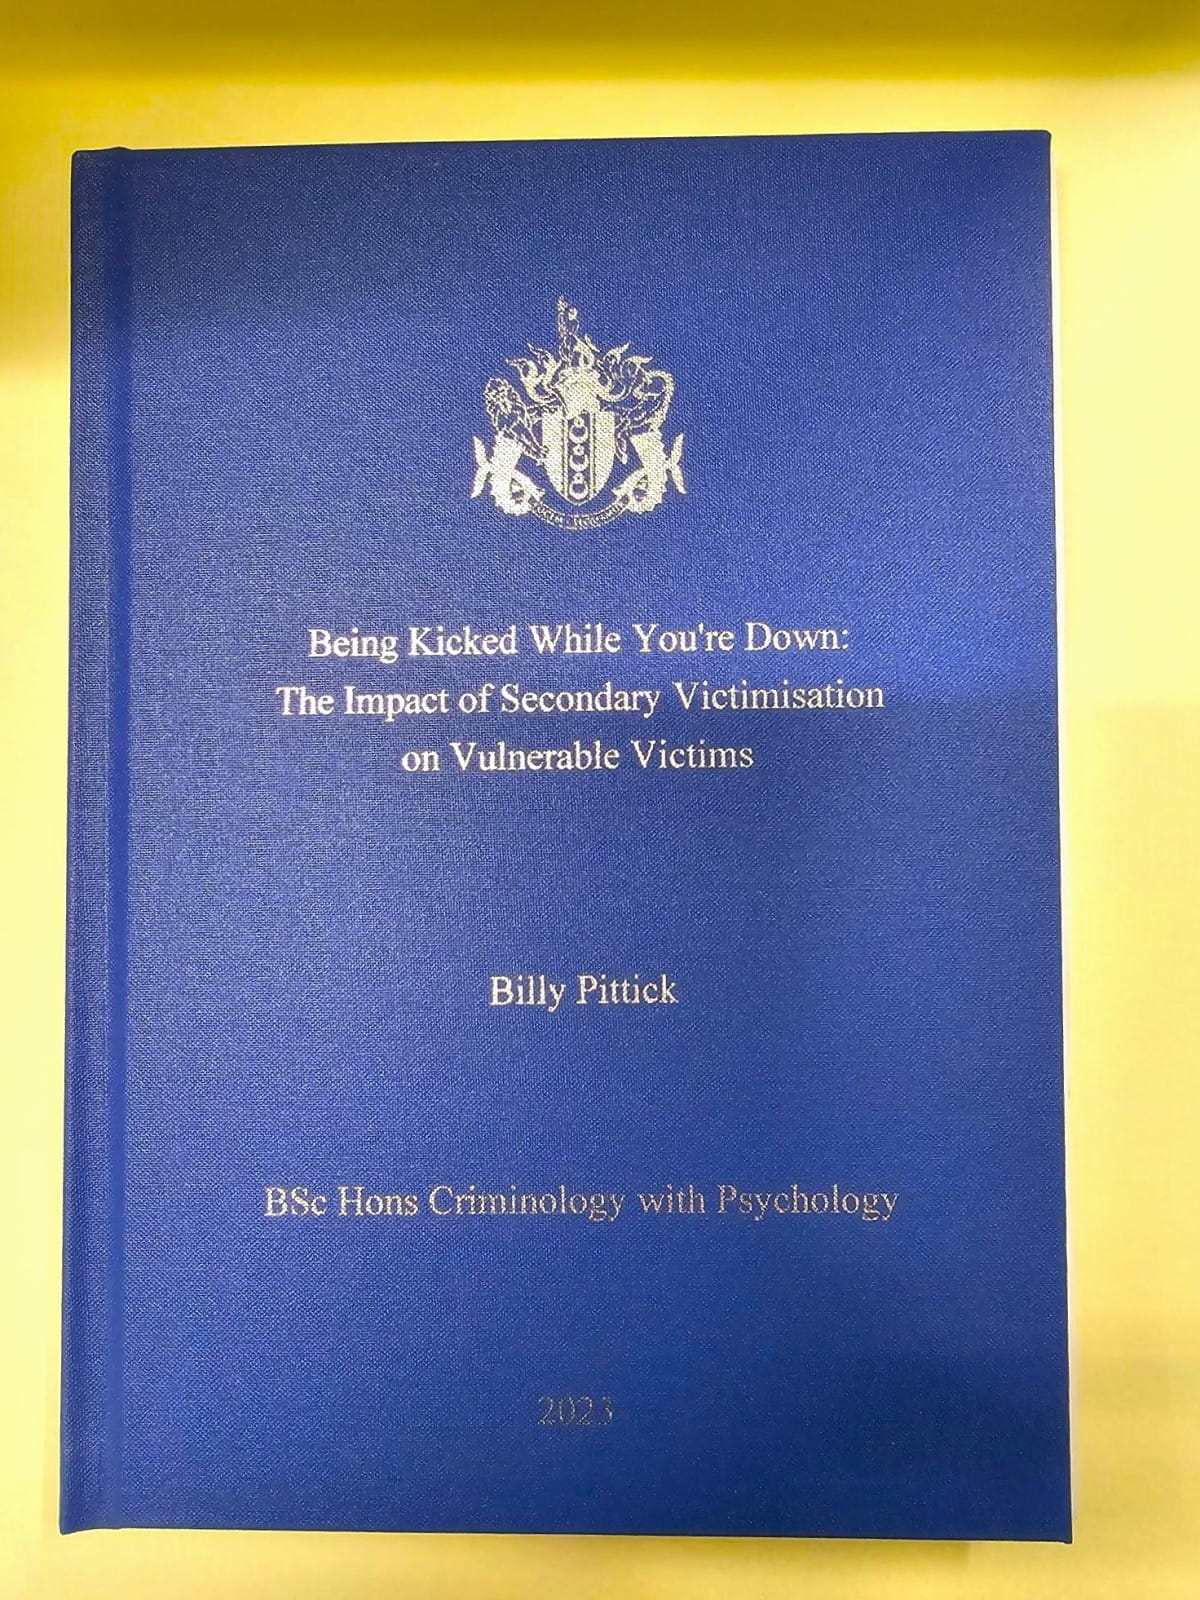 Being Kicked While You're Down:
The Impact of Secondary Victimisation
on Vulnerable Victims
Billy Pittick
BSc Hons Criminology with Psychology
2023